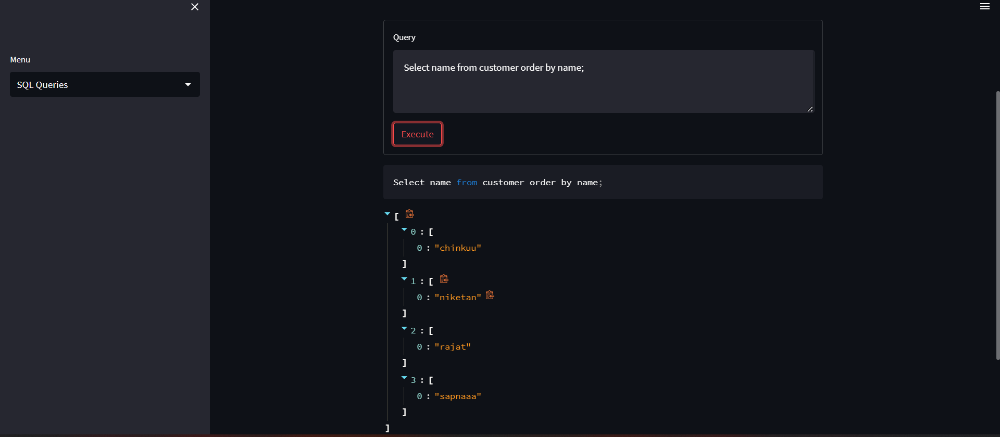 Menu
SQL Queries
Query
Select name from customer order by name;
Execute
Select name from customer order by name;
[
0 : [
0 : "chinkuu"
]
1 : [
0 : "niketan"
]
2 : [
0 : "rajat"
]
3 : [
0 : "sapnaaa"
]
]